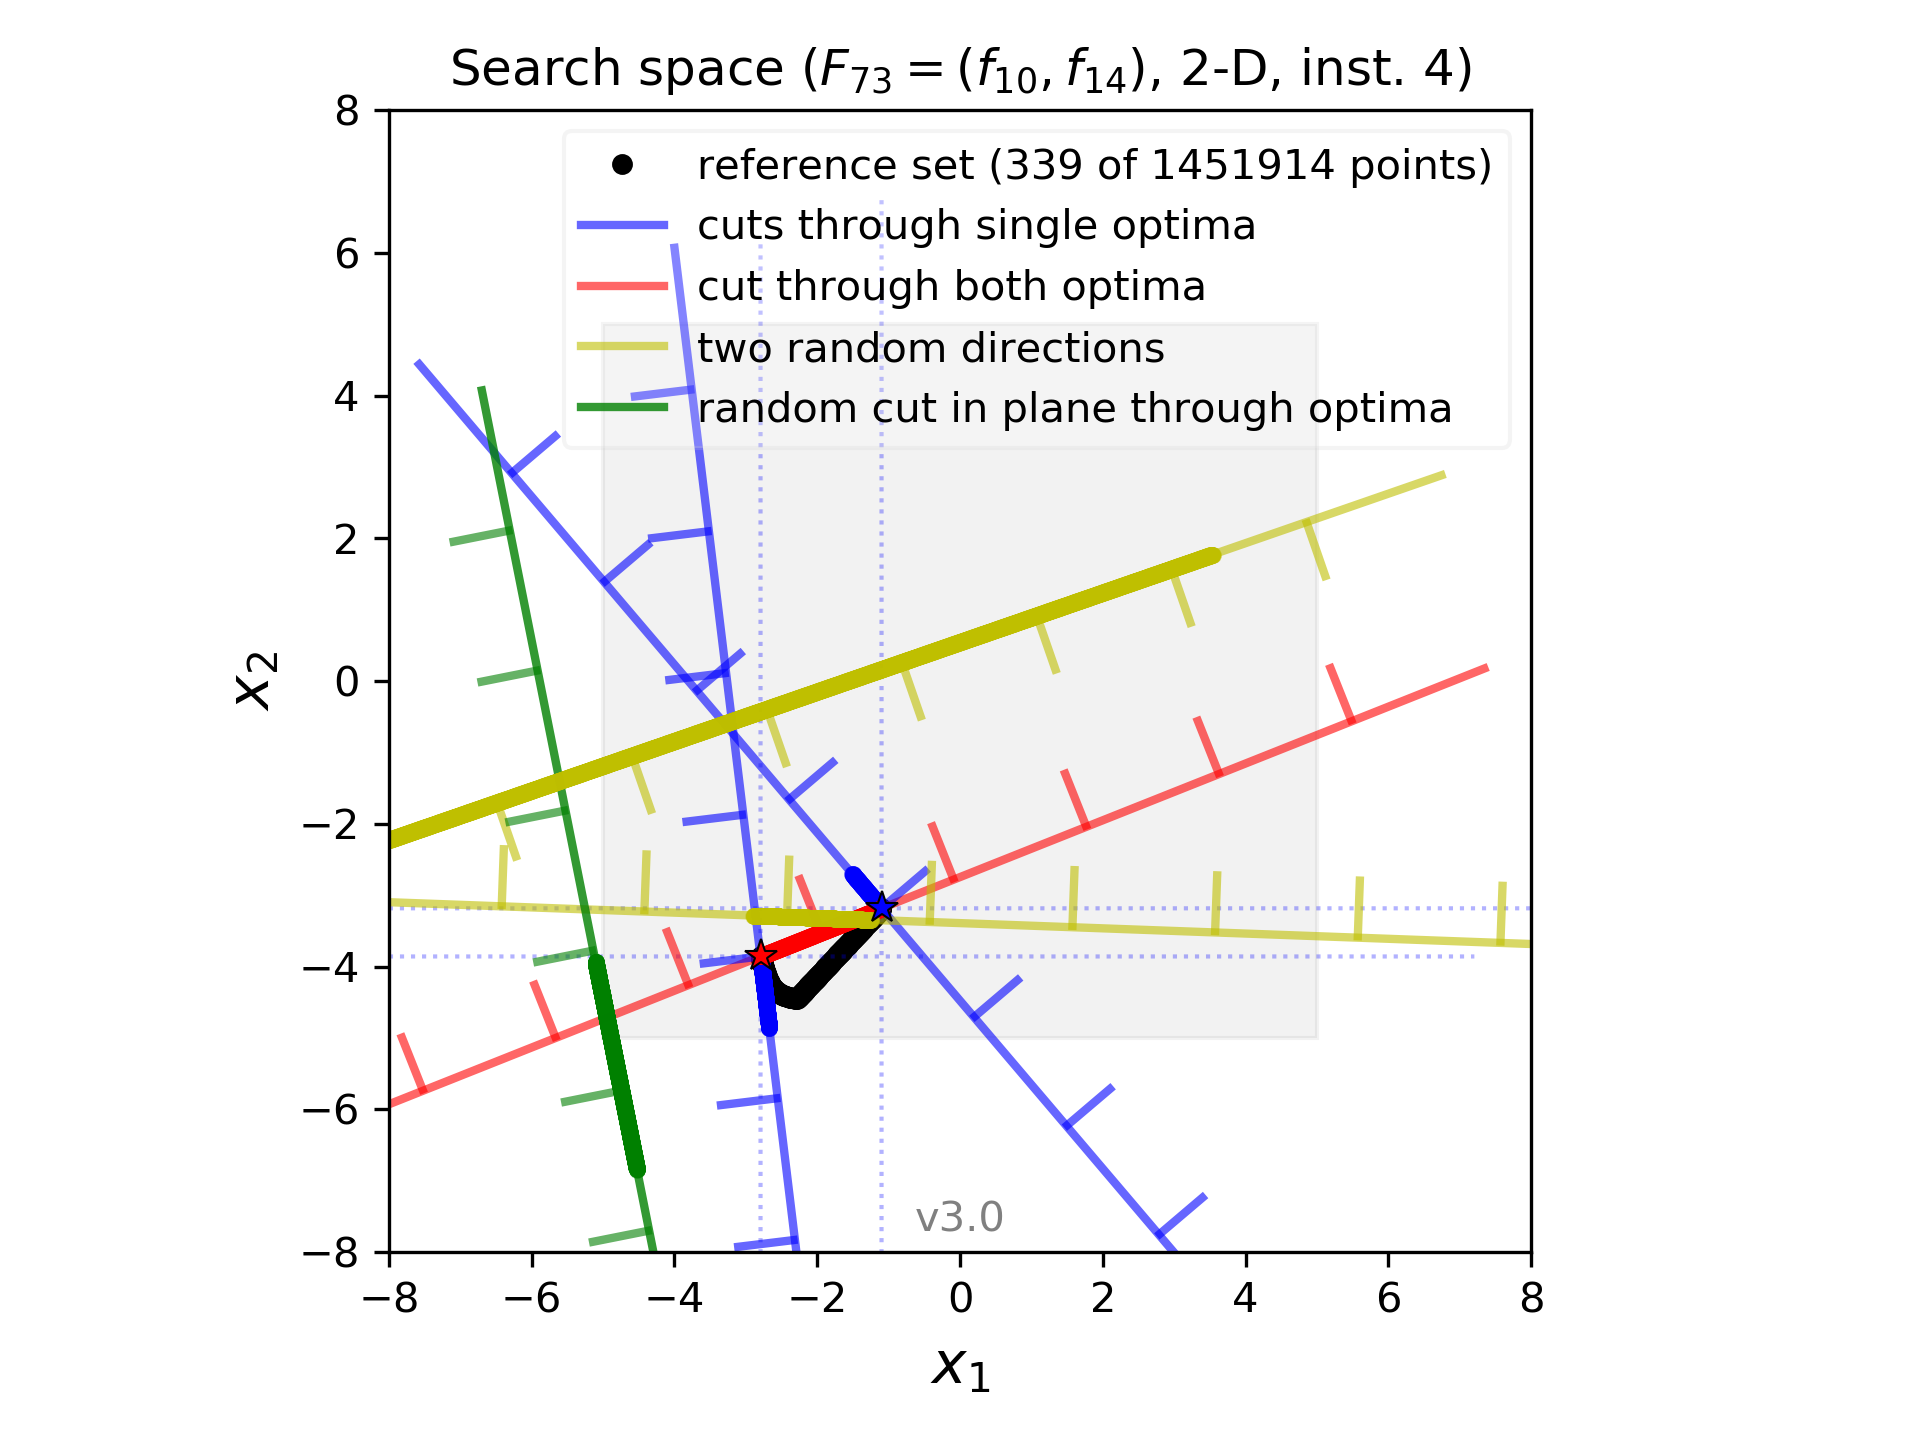 Search space (F73 = (f10, f14), 2-D, inst. 4)
reference set (339 of 1451914 points)
cuts through single optima
cut through both optima
two random directions
random cut in plane through optima
8
6
4
2
0
−2
−4
−6
−8
x2
v3.0
−8 −6 −4 −2 0 2 4 6 8
x1